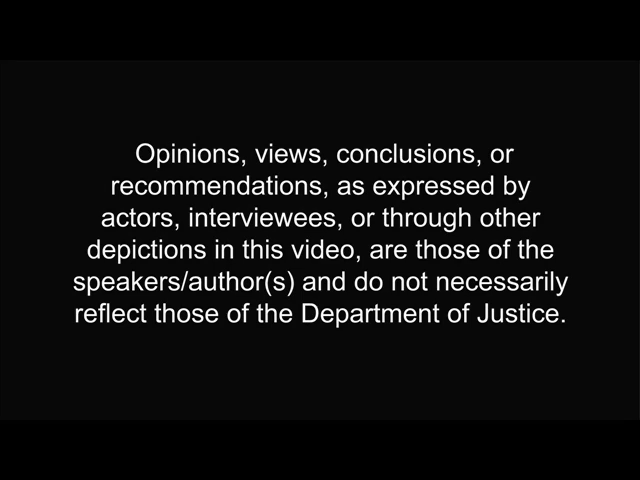 Opinions, views, conclusions, or
recommendations, as expressed by
actors, interviewees, or through other
depictions in this video, are those of the
speakers/author(s) and do not necessarily
reflect those of the Department of Justice.